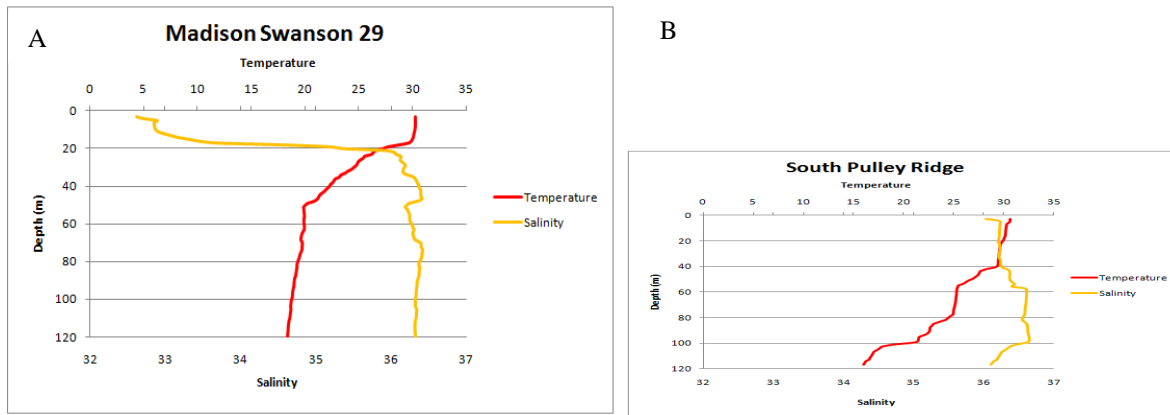 A
Madison Swanson 29
Temperature
0 5 10 15 20 25 30 35
0
20
40
60
80
100
120
Depth (m)
32 33 34 35 36 37
Salinity
Temperature
Salinity
B
South Pulley Ridge
Temperature
0 5 10 15 20 25 30 35
0
20
40
60
80
100
120
Depth (m)
32 33 34 35 36 37
Salinity
Temperature
Salinity